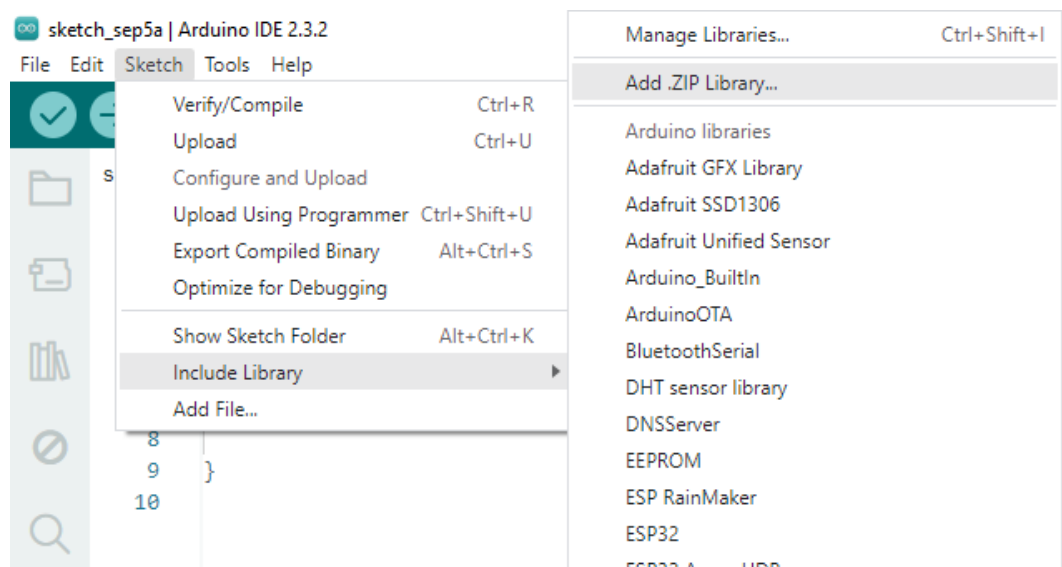 sketch_sep5a | Arduino IDE 2.3.2
File Edit Sketch Tools Help
Verify/Compile Ctrl+R
Upload Ctrl+U
Configure and Upload
Upload Using Programmer Ctrl+Shift+U
Export Compiled Binary Alt+Ctrl+S
Optimize for Debugging
Show Sketch Folder Alt+Ctrl+K
Include Library
Add File...
8
9 }
10
Manage Libraries... Ctrl+Shift+I
Add .ZIP Library...
Arduino libraries
Adafruit GFX Library
Adafruit SSD1306
Adafruit Unified Sensor
Arduino_BuiltIn
ArduinoOTA
BluetoothSerial
DHT sensor library
DNSServer
EEPROM
ESP RainMaker
ESP32